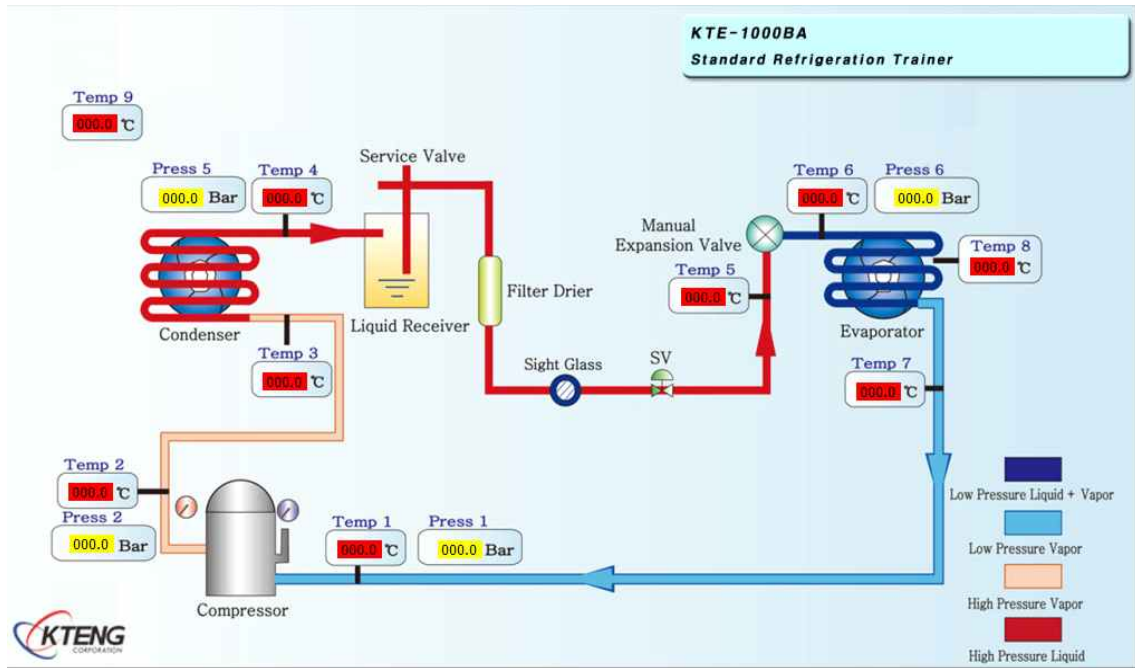 KTE-1000BA
Standard Refrigeration Trainer
Temp 9
000.0 ℃
Press 5
000.0 Bar
Temp 4
000.0 ℃
Service Valve
Temp 6
000.0 ℃
Press 6
000.0 Bar
Manual
Expansion Valve
Temp 8
000.0 ℃
Temp 5
000.0 ℃
Filter Drier
Condenser
Liquid Receiver
Evaporator
Temp 3
000.0 ℃
Sight Glass
SV
Temp 7
000.0 ℃
Temp 2
000.0 ℃
Press 2
000.0 Bar
Temp 1
000.0 ℃
Press 1
000.0 Bar
Compressor
Low Pressure Liquid + Vapor
Low Pressure Vapor
High Pressure Vapor
High Pressure Liquid
KTENG
CORPORATION